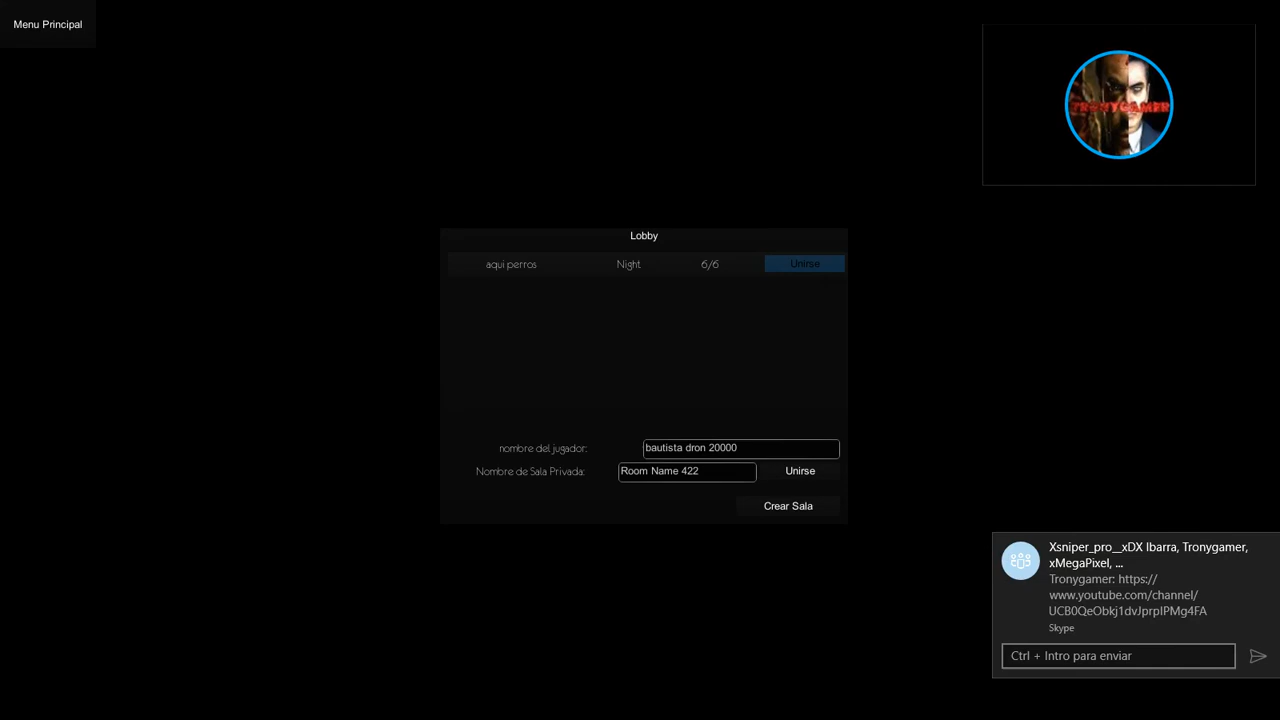 Menu Principal
TRONYGAMER
Lobby
aqui perros Night 6/6 Unirse
nombre del jugador: bautista dron 20000
Nombre de Sala Privada: Room Name 422 Unirse
Crear Sala
Xsniper_pro__xDX Ibarra, Tronygamer,
xMegaPixel, ...
Tronygamer: https://
www.youtube.com/channel/
UCB0QeObkj1dvJprpIPMg4FA
Skype
Ctrl + Intro para enviar